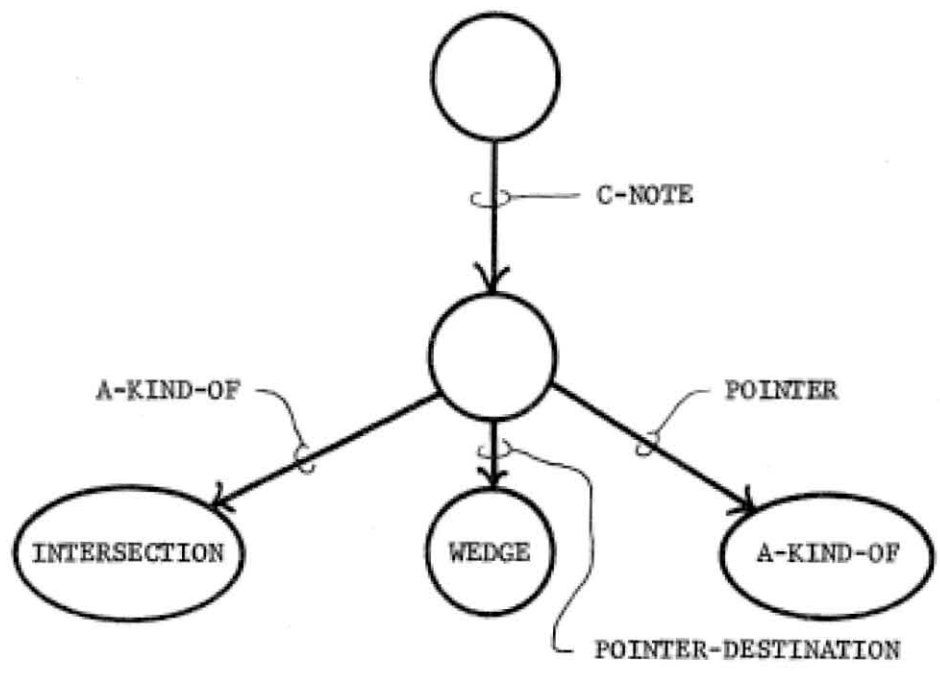 C-NOTE
A-KIND-OF
POINTER
INTERSECTION
WEDGE
A-KIND-OF
POINTER-DESTINATION